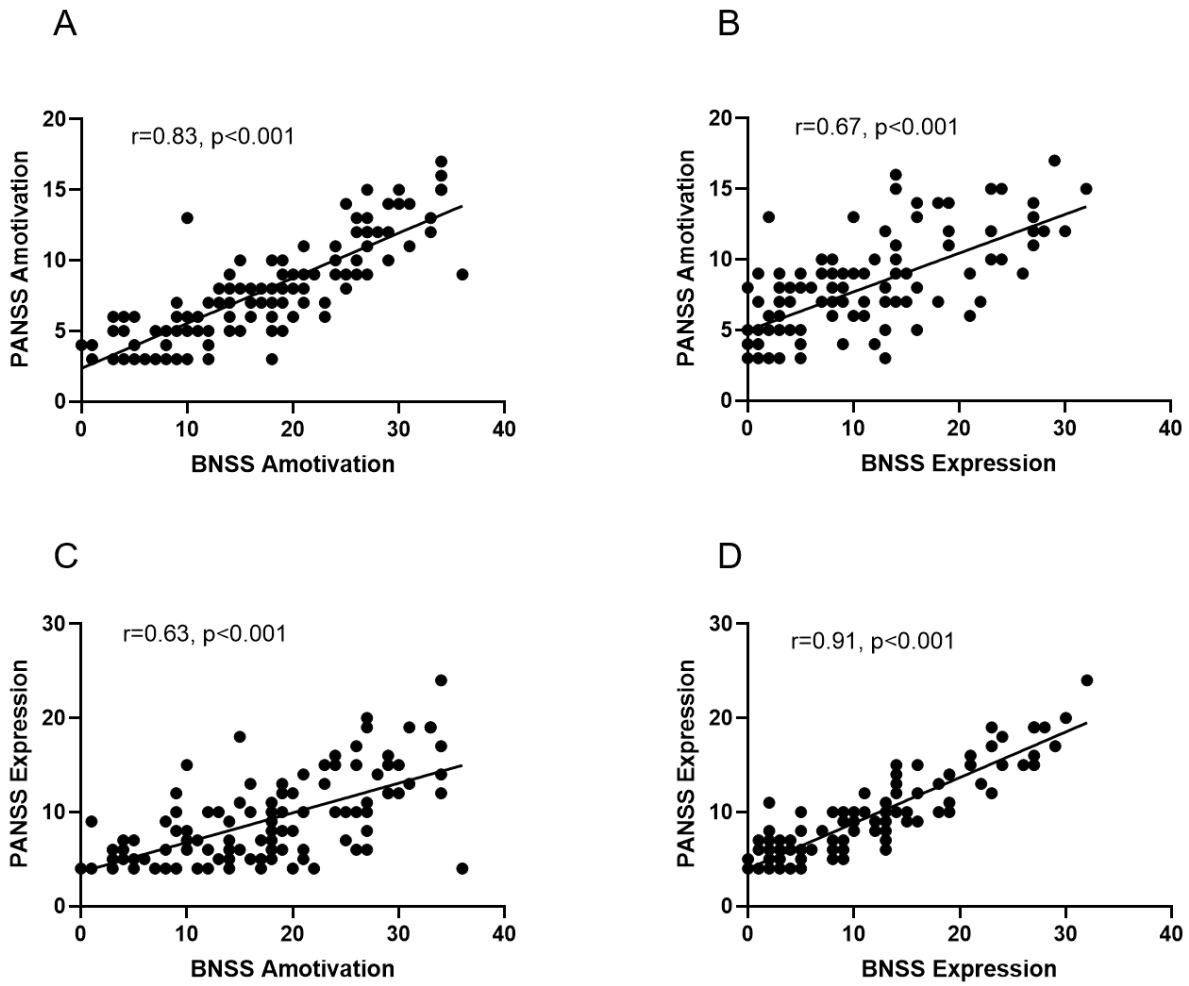 A
r=0.83, p<0.001
PANSS Amotivation
20
15
10
5
0
0 10 20 30 40
BNSS Amotivation
B
r=0.67, p<0.001
PANSS Amotivation
20
15
10
5
0
0 10 20 30 40
BNSS Expression
C
r=0.63, p<0.001
PANSS Expression
30
20
10
0
0 10 20 30 40
BNSS Amotivation
D
r=0.91, p<0.001
PANSS Expression
30
20
10
0
0 10 20 30 40
BNSS Expression